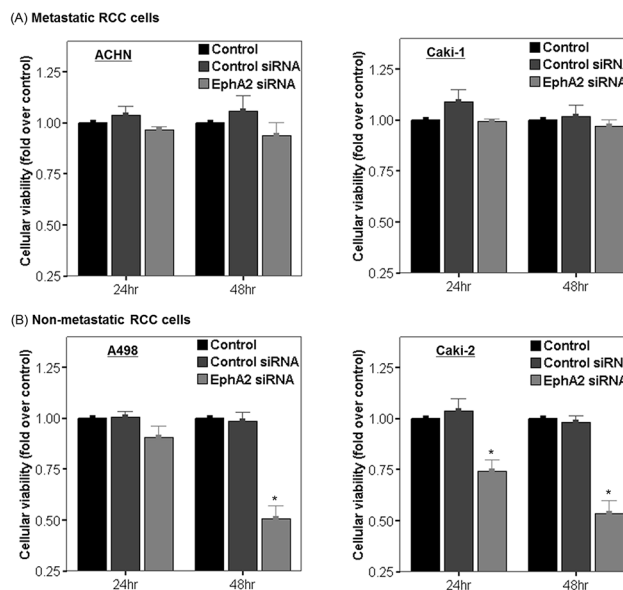 (A) Metastatic RCC cells
ACHN
Control
Control siRNA
EphA2 siRNA
Cellular viability (fold over control)
1.25
1.00
0.75
0.50
0.25
24hr 48hr
Caki-1
Control
Control siRNA
EphA2 siRNA
Cellular viability (fold over control)
1.25
1.00
0.75
0.50
0.25
24hr 48hr
(B) Non-metastatic RCC cells
A498
Control
Control siRNA
EphA2 siRNA
Cellular viability (fold over control)
1.25
1.00
0.75
0.50
0.25
*
24hr 48hr
Caki-2
Control
Control siRNA
EphA2 siRNA
Cellular viability (fold over control)
1.25
1.00
0.75
0.50
0.25
*
*
24hr 48hr